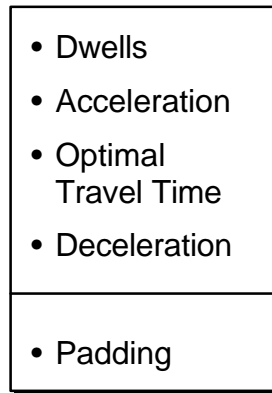 • Dwells
• Acceleration
• Optimal
Travel Time
• Deceleration
• Padding